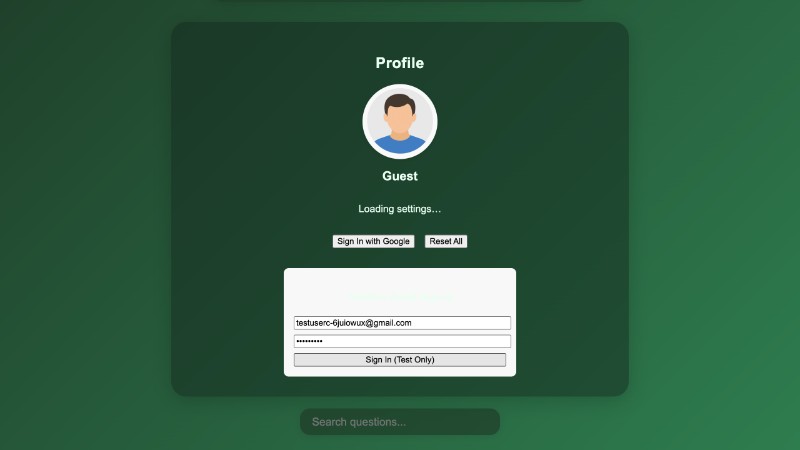 Profile
Guest
Loading settings...
Sign In with Google Reset All
testuserc-6juiowux@gmail.com
•••••••••
Sign In (Test Only)
Search questions...